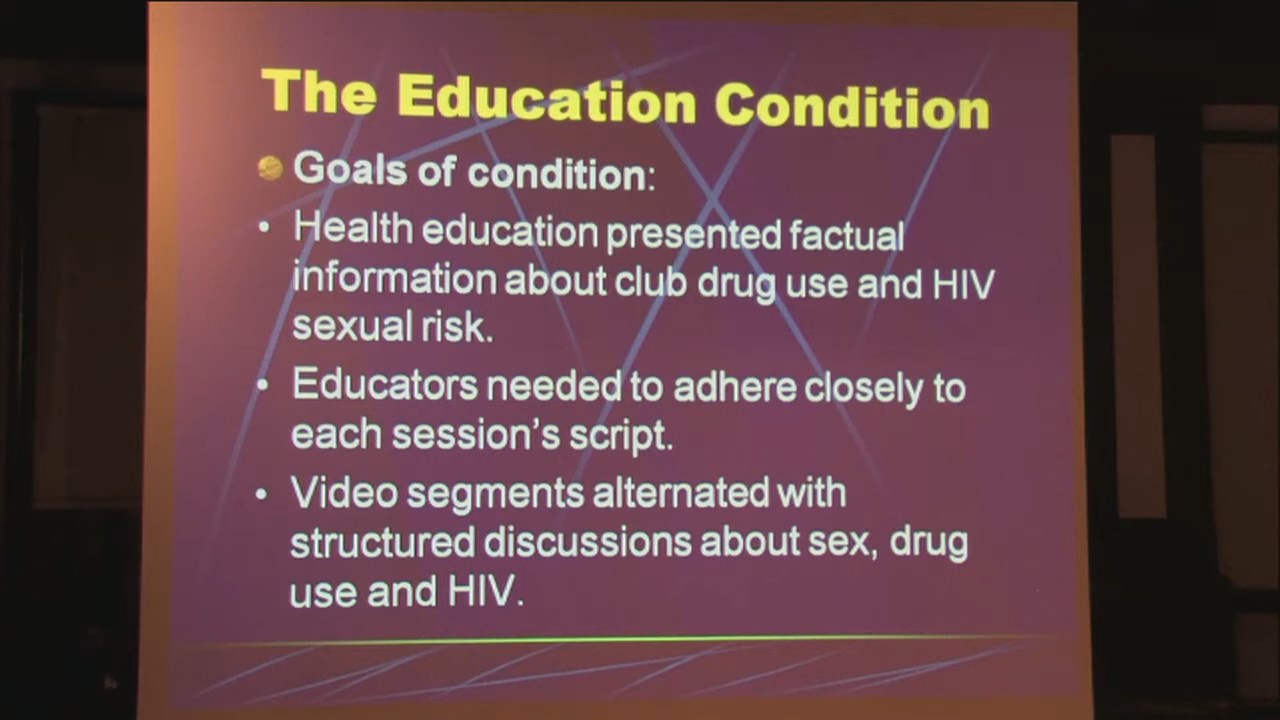 The Education Condition
Goals of condition:
• Health education presented factual
information about club drug use and HIV
sexual risk.
• Educators needed to adhere closely to
each session’s script.
• Video segments alternated with
structured discussions about sex, drug
use and HIV.